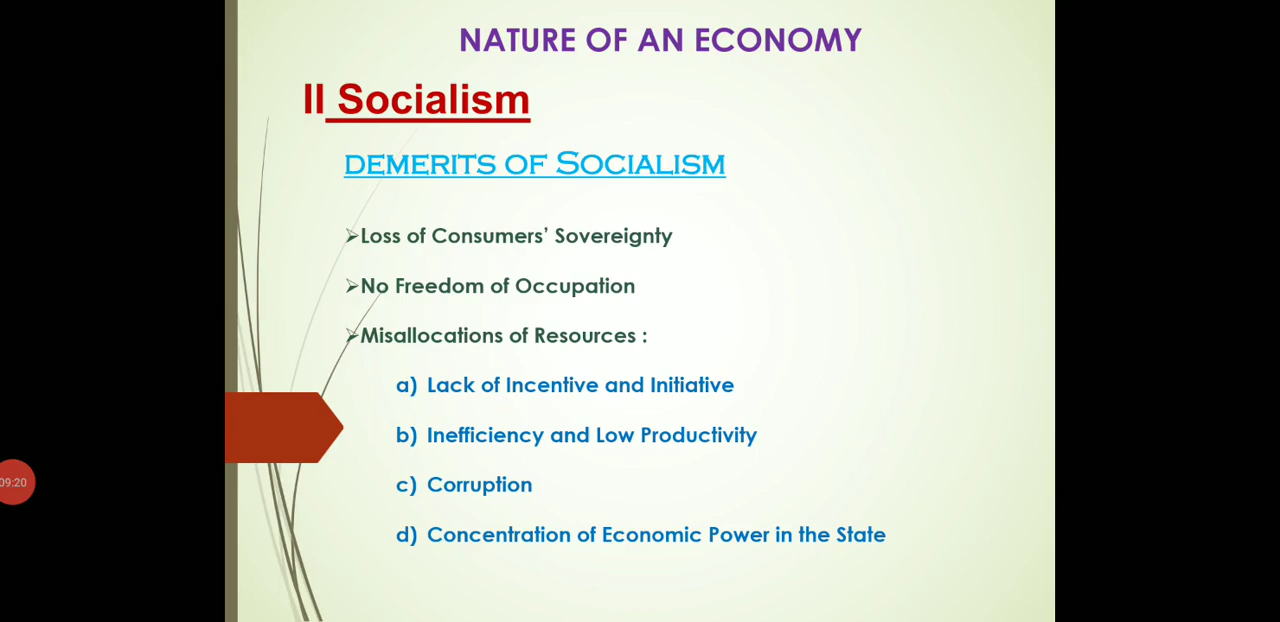 NATURE OF AN ECONOMY
II Socialism
DEMERITS OF SOCIALISM
➢Loss of Consumers’ Sovereignty
➢No Freedom of Occupation
➢Misallocations of Resources :
a) Lack of Incentive and Initiative
b) Inefficiency and Low Productivity
c) Corruption
09:20
d) Concentration of Economic Power in the State